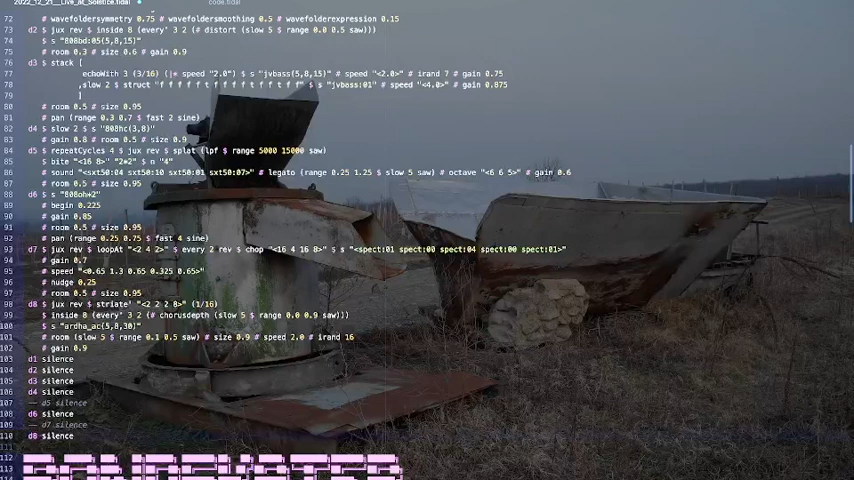 2022_12_21__Live_at_Solstice.tidal code.tidal
72 # wavefoldersymmetry 0.75 # wavefoldersmoothing 0.5 # wavefolderexpression 0.15
73 d2 $ jux rev $ inside 8 (every' 3 2 (# distort (slow 5 $ range 0.0 0.5 saw)))
74 $ s "808bd:05(5,8,15)"
75 # room 0.3 # size 0.6 # gain 0.9
76 d3 $ stack [
77 echoWith 3 (3/16) (|* speed "2.0") $ s "jvbass(5,8,15)" # speed "<2.0>" # irand 7 # gain 0.75
78 ,slow 2 $ struct "f f f f t f f f f t f t t f" $ s "jvbass:01" # speed "<4.0>" # gain 0.875
79 ]
80 # room 0.5 # size 0.95
81 # pan (range 0.3 0.7 $ fast 2 sine)
82 d4 $ slow 2 $ s "808hc(3,8)"
83 # gain 0.8 # room 0.5 # size 0.9
84 d5 $ repeatCycles 4 $ jux rev $ splat (lpf $ range 5000 15000 saw)
85 $ bite "<16 8>" "2*2" $ n "4"
86 # sound "<sxt50:04 sxt50:10 sxt50:01 sxt50:07>" # legato (range 0.25 1.25 $ slow 5 saw) # octave "<6 6 5>" # gain 0.6
87 # room 0.5 # size 0.95
88 d6 $ s "808oh*2"
89 # begin 0.225
90 # gain 0.85
91 # room 0.5 # size 0.95
92 # pan (range 0.25 0.75 $ fast 4 sine)
93 d7 $ jux rev $ loopAt "<2 4 2>" $ every 2 rev $ chop "<16 4 16 8>" $ s "<spect:01 spect:00 spect:04 spect:00 spect:01>"
94 # gain 0.7
95 # speed "<0.65 1.3 0.65 0.325 0.65>"
96 # nudge 0.25
97 # room 0.5 # size 0.95
98 d8 $ jux rev $ striate' "<2 2 2 8>" (1/16)
99 $ inside 8 (every' 3 2 (# chorusdepth (slow 5 $ range 0.0 0.9 saw)))
100 $ s "ardha_ac(5,8,30)"
101 # room (slow 5 $ range 0.1 0.5 saw) # size 0.9 # speed 2.0 # irand 16
102 # gain 0.9
103 d1 silence
104 d2 silence
105 d3 silence
106 d4 silence
107 -- d5 silence
108 d6 silence
109 -- d7 silence
110 d8 silence
111
112
113
114